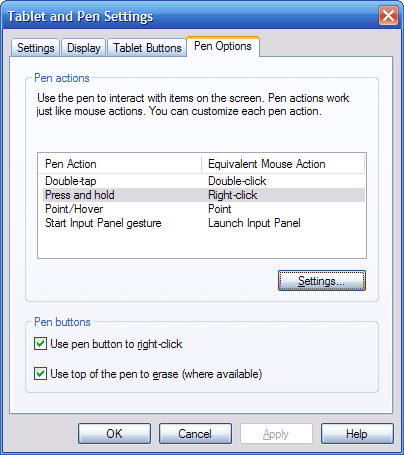 Tablet and Pen Settings
Settings Display Tablet Buttons Pen Options
Pen actions
Use the pen to interact with items on the screen. Pen actions work
just like mouse actions. You can customize each pen action.
Pen Action Equivalent Mouse Action
Double-tap Double-click
Press and hold Right-click
Point/Hover Point
Start Input Panel gesture Launch Input Panel
Settings...
Pen buttons
Use pen button to right-click
Use top of the pen to erase (where available)
OK Cancel Apply Help